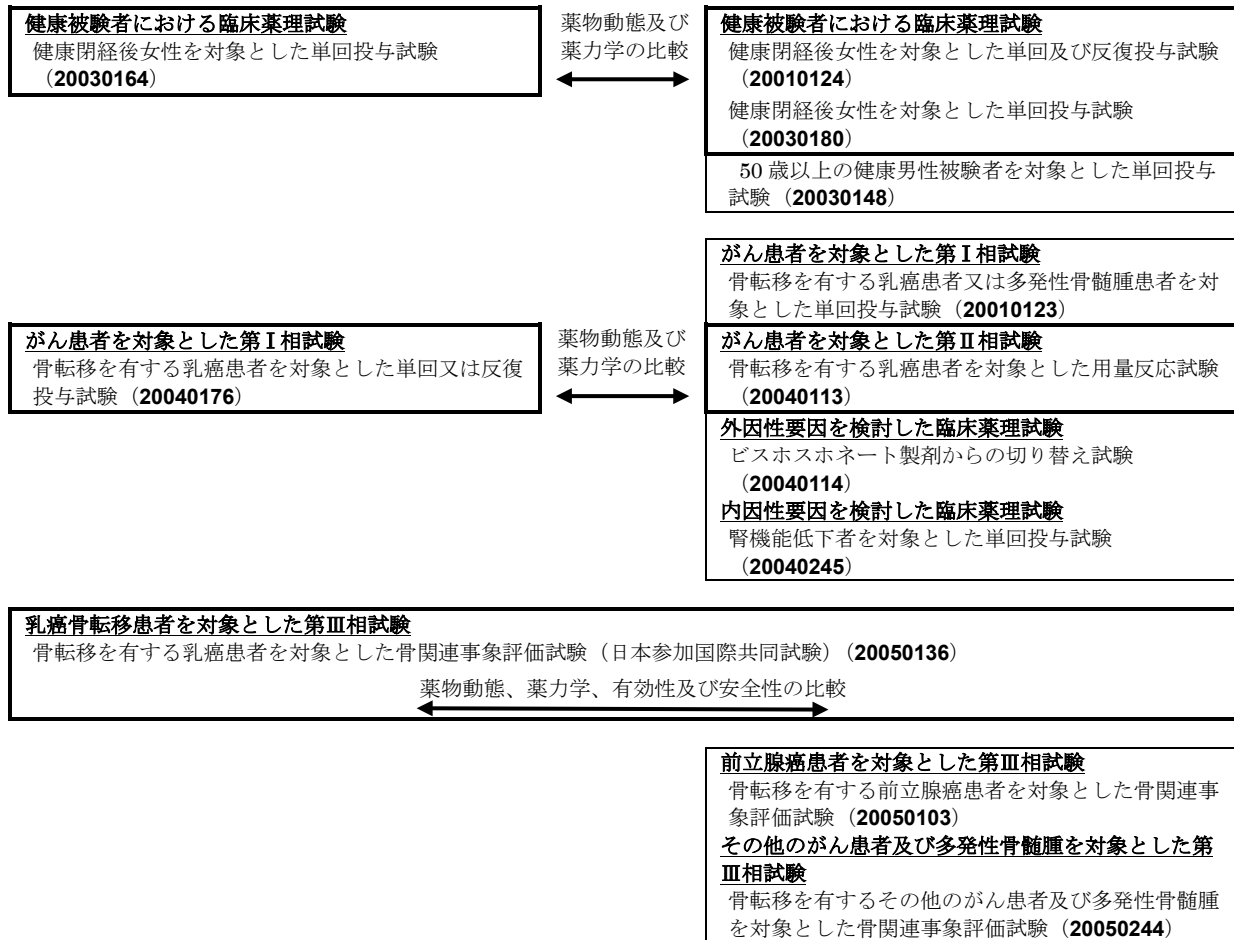 健康被験者における臨床薬理試験
健康閉経後女性を対象とした単回投与試験
（20030164）
薬物動態及び
薬力学の比較
健康被験者における臨床薬理試験
健康閉経後女性を対象とした単回及び反復投与試験
（20010124）
健康閉経後女性を対象とした単回投与試験
（20030180）
50 歳以上の健康男性被験者を対象とした単回投与
試験（20030148）
がん患者を対象とした第Ⅰ相試験
骨転移を有する乳癌患者又は多発性骨髄腫患者を対
象とした単回投与試験（20010123）
がん患者を対象とした第Ⅰ相試験
骨転移を有する乳癌患者を対象とした単回又は反復
投与試験（20040176）
薬物動態及び
薬力学の比較
がん患者を対象とした第Ⅱ相試験
骨転移を有する乳癌患者を対象とした用量反応試験
（20040113）
外因性要因を検討した臨床薬理試験
ビスホスホネート製剤からの切り替え試験
（20040114）
内因性要因を検討した臨床薬理試験
腎機能低下者を対象とした単回投与試験
（20040245）
乳癌骨転移患者を対象とした第Ⅲ相試験
骨転移を有する乳癌患者を対象とした骨関連事象評価試験（日本参加国際共同試験）（20050136）
薬物動態、薬力学、有効性及び安全性の比較
前立腺癌患者を対象とした第Ⅲ相試験
骨転移を有する前立腺癌患者を対象とした骨関連事
象評価試験（20050103）
その他のがん患者及び多発性骨髄腫を対象とした第
Ⅲ相試験
骨転移を有するその他のがん患者及び多発性骨髄腫
を対象とした骨関連事象評価試験（20050244）